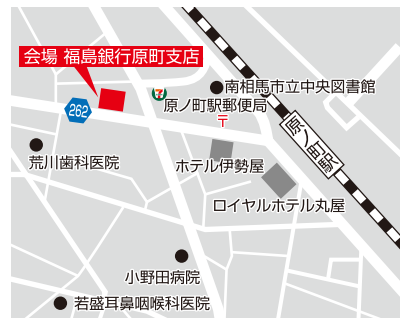 会場 福島銀行原町支店
7
南相馬市立中央図書館
原ノ町駅郵便局
〒
262
原ノ町駅
荒川歯科医院
ホテル伊勢屋
ロイヤルホテル丸屋
小野田病院
若盛耳鼻咽喉科医院